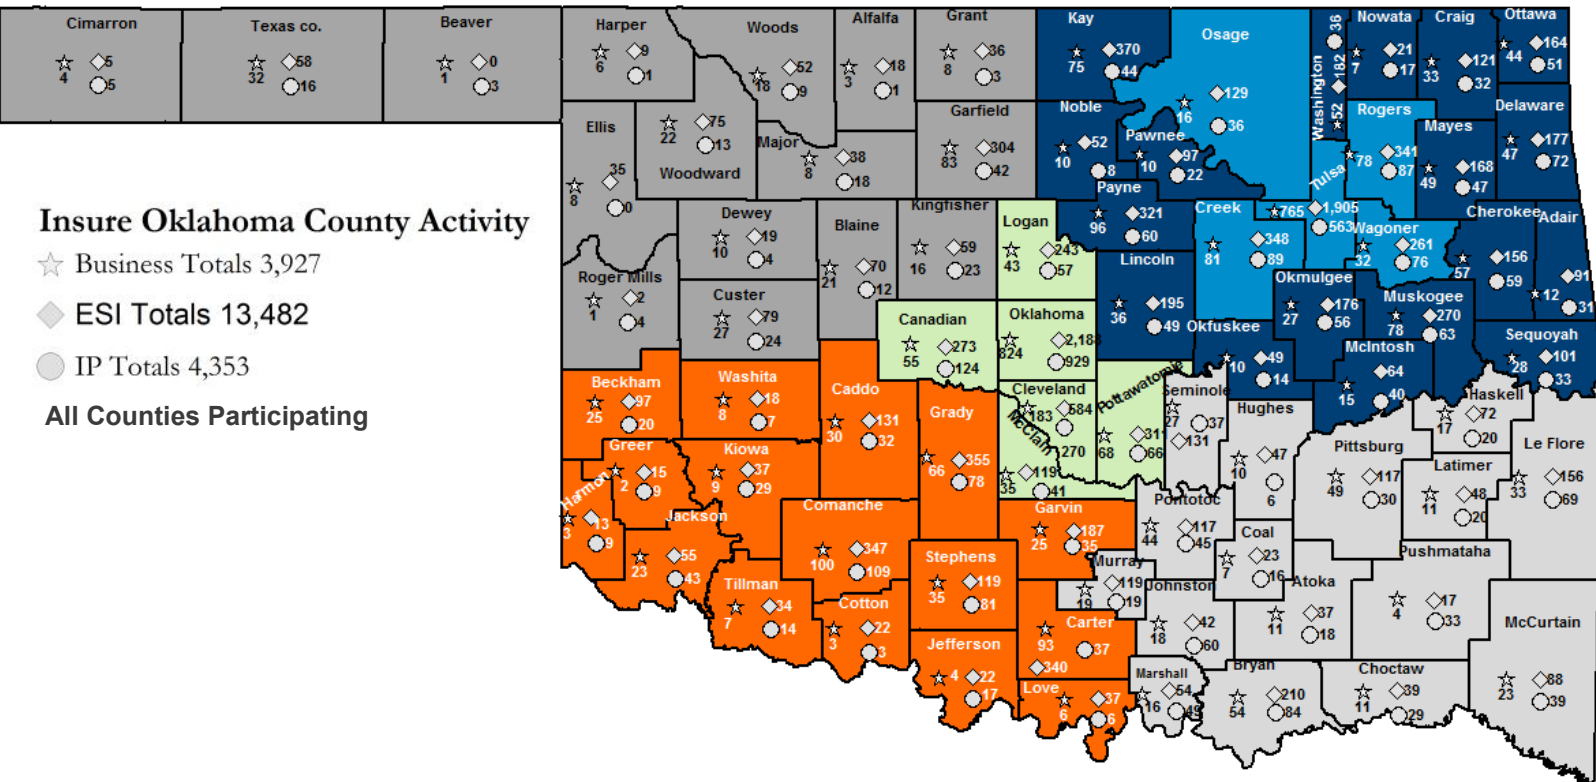 Cimarron
4
5
5
Texas co.
32
58
16
Beaver
1
0
3
Harper
6
9
1
Woods
18
52
9
Alfalfa
3
18
1
Grant
8
36
3
Kay
75
370
44
Osage
16
129
36
Washington
52
182
36
Nowata
7
21
17
Craig
33
121
32
Ottawa
44
164
51
Ellis
8
35
0
Woodward
22
75
13
Major
8
38
18
Garfield
83
304
42
Noble
10
52
8
Pawnee
10
97
22
Rogers
78
341
87
Mayes
49
168
47
Delaware
47
177
72
Insure Oklahoma County Activity
Business Totals 3,927
ESI Totals 13,482
IP Totals 4,353
All Counties Participating
Roger Mills
1
2
4
Dewey
10
19
4
Custer
27
79
24
Blaine
21
70
12
Kingfisher
16
59
23
Logan
43
243
57
Payne
96
321
60
Lincoln
36
195
49
Creek
81
348
89
Tulsa
765
1,905
563
Wagoner
32
261
76
Cherokee
57
156
59
Adair
12
91
31
Okmulgee
27
176
56
Muskogee
78
270
63
Sequoyah
28
101
33
Canadian
55
273
124
Oklahoma
824
2,188
929
Okfuskee
10
49
14
McIntosh
15
64
40
Beckham
25
97
20
Washita
8
18
7
Caddo
30
131
32
Grady
66
355
78
Cleveland
183
584
270
McClain
35
119
41
Pottawatomie
68
311
66
Seminole
27
37
131
Hughes
10
47
6
Pittsburg
49
117
30
Haskell
17
72
20
Latimer
11
48
20
Le Flore
33
156
69
Greer
2
15
9
Harmon
3
13
9
Kiowa
9
37
29
Jackson
23
55
43
Comanche
100
347
109
Tillman
7
34
14
Cotton
3
22
3
Stephens
35
119
81
Jefferson
4
22
17
Garvin
25
187
35
Murray
19
119
19
Carter
93
37
340
Love
6
37
6
Pontotoc
44
117
45
Coal
7
23
16
Johnston
18
42
60
Atoka
11
37
18
Pushmataha
4
17
33
McCurtain
23
88
39
Marshall
16
54
49
Bryan
54
210
84
Choctaw
11
39
29